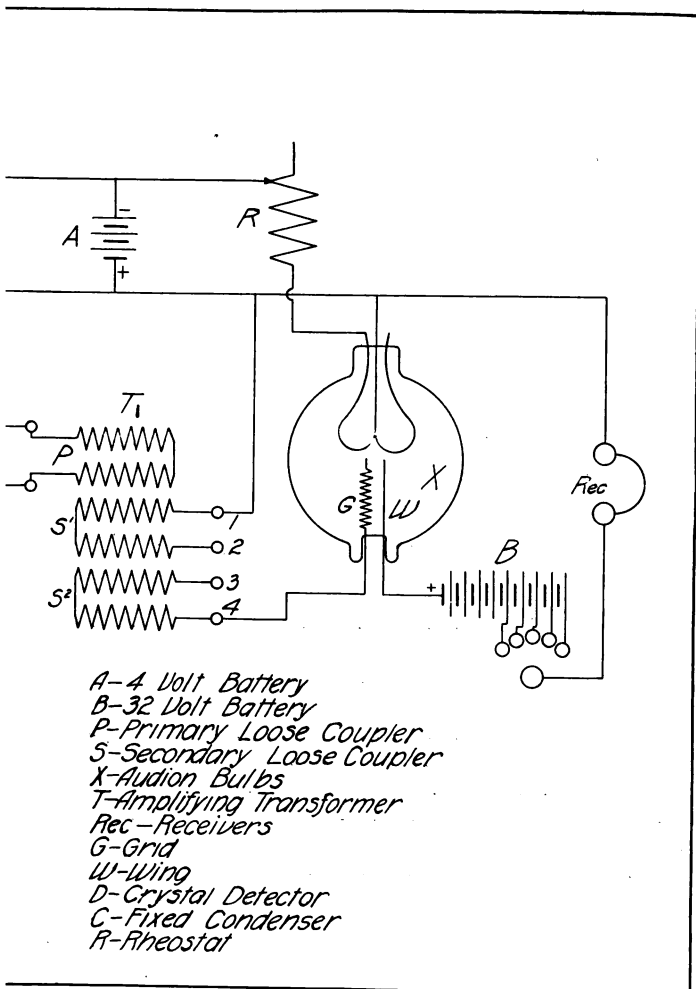 A
-
+
R
T1
P
S1
S2
1
2
3
4
G
W
X
Rec
B
+
A-4 Volt Battery
B-32 Volt Battery
P-Primary Loose Coupler
S-Secondary Loose Coupler
X-Audion Bulbs
T-Amplifying Transformer
Rec-Receivers
G-Grid
W-Wing
D-Crystal Detector
C-Fixed Condenser
R-Rheostat